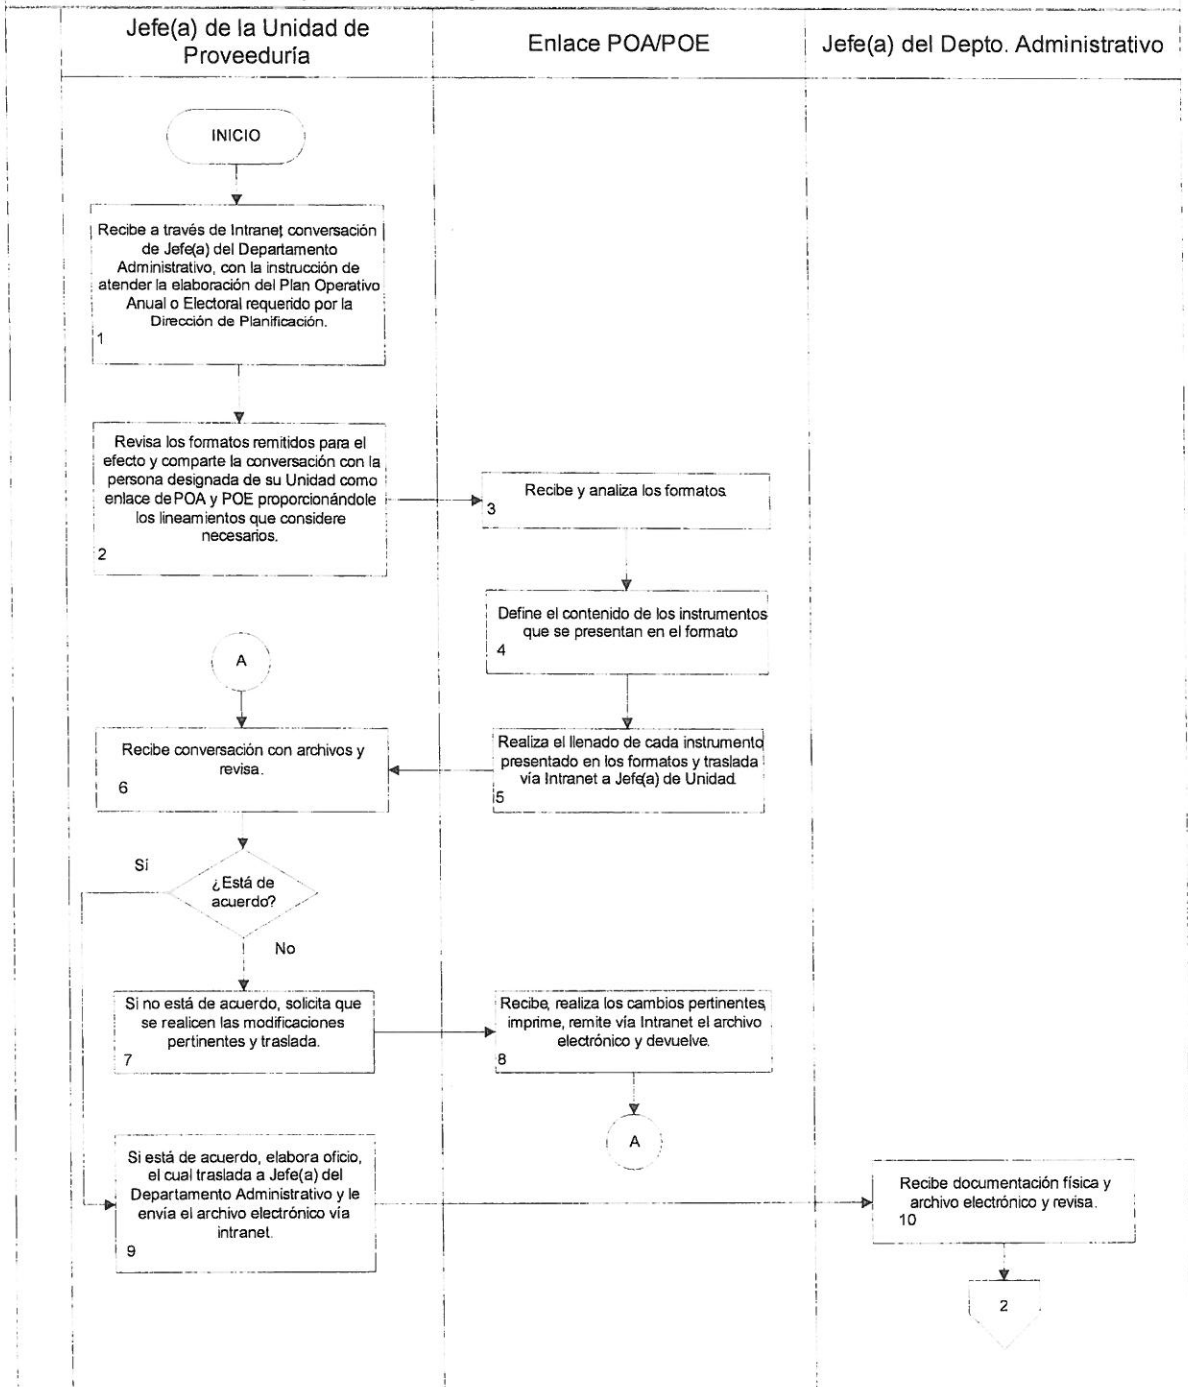 Jefe(a) de la Unidad de
Proveeduría
Enlace POA/POE
Jefe(a) del Depto. Administrativo
INICIO
Recibe a través de Intranet conversación
de Jefe(a) del Departamento
Administrativo, con la instrucción de
atender la elaboración del Plan Operativo
Anual o Electoral requerido por la
Dirección de Planificación.
1
Revisa los formatos remitidos para el
efecto y comparte la conversación con la
persona designada de su Unidad como
enlace de POA y POE proporcionándole
los lineamientos que considere
necesarios.
2
Recibe y analiza los formatos.
3
Define el contenido de los instrumentos
que se presentan en el formato
4
Realiza el llenado de cada instrumento
presentado en los formatos y traslada
vía Intranet a Jefe(a) de Unidad.
5
A
Recibe conversación con archivos y
revisa.
6
Sí
¿Está de
acuerdo?
No
Si no está de acuerdo, solicita que
se realicen las modificaciones
pertinentes y traslada.
7
Recibe, realiza los cambios pertinentes,
imprime, remite vía Intranet el archivo
electrónico y devuelve.
8
A
Si está de acuerdo, elabora oficio,
el cual traslada a Jefe(a) del
Departamento Administrativo y le
envía el archivo electrónico vía
intranet.
9
Recibe documentación física y
archivo electrónico y revisa.
10
2